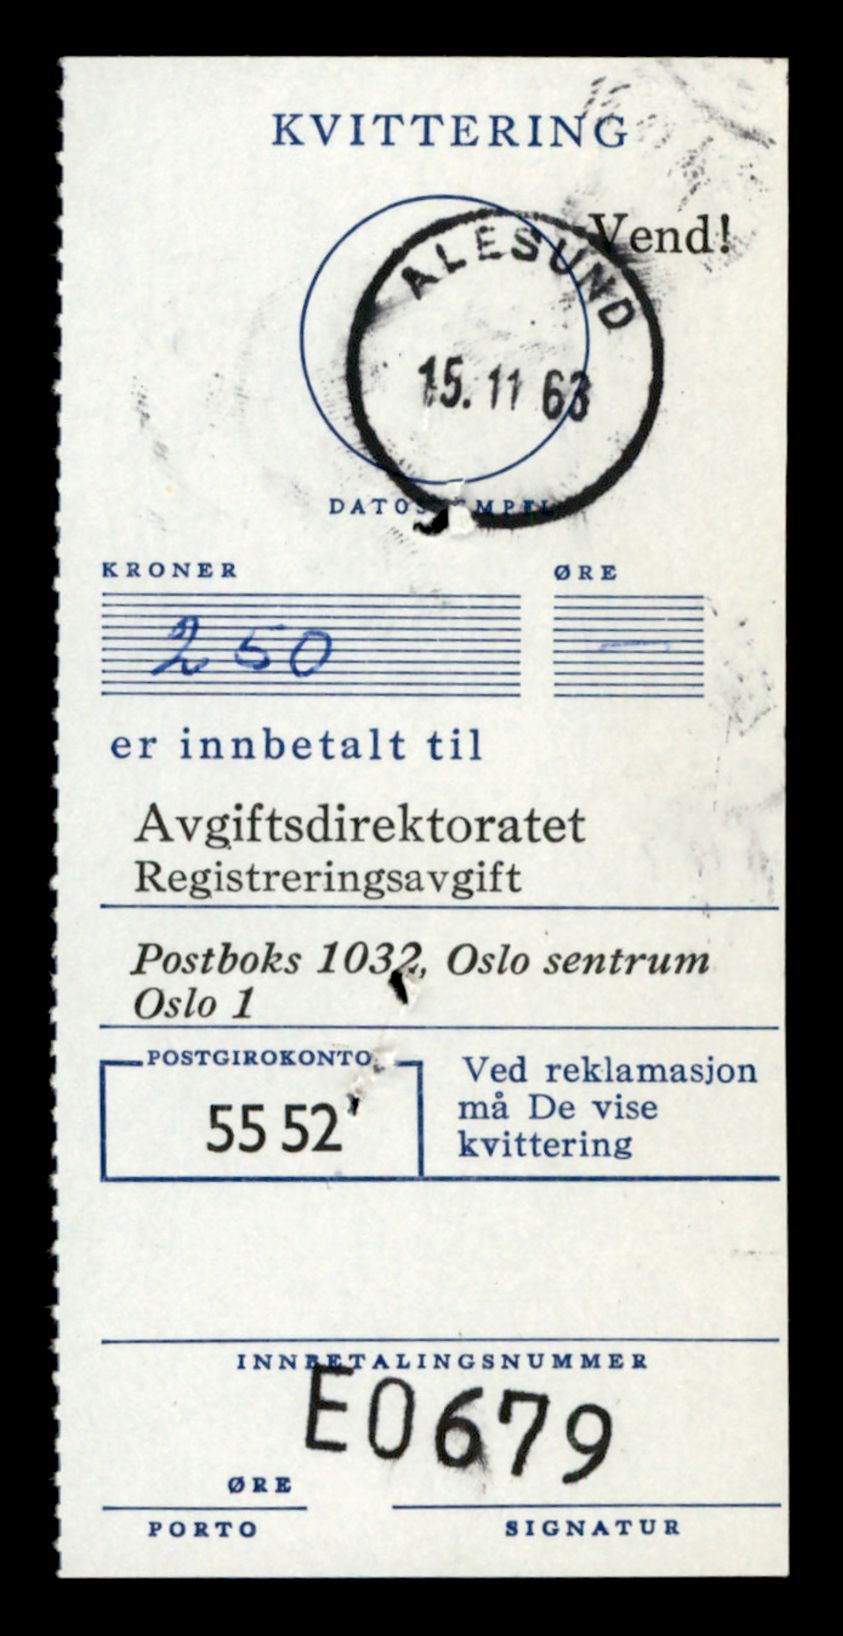 KVITTERING
Vend!
ALESUND
15. 11 63
DATOSTEMPEL
KRONER ØRE
250 —
er innbetalt til
Avgiftsdirektoratet
Registreringsavgift
Postboks 1032, Oslo sentrum
Oslo 1
POSTGIROKONTO
55 52
Ved reklamasjon
må De vise
kvittering
INNBETALINGSNUMMER
E0679
ØRE
PORTO SIGNATUR